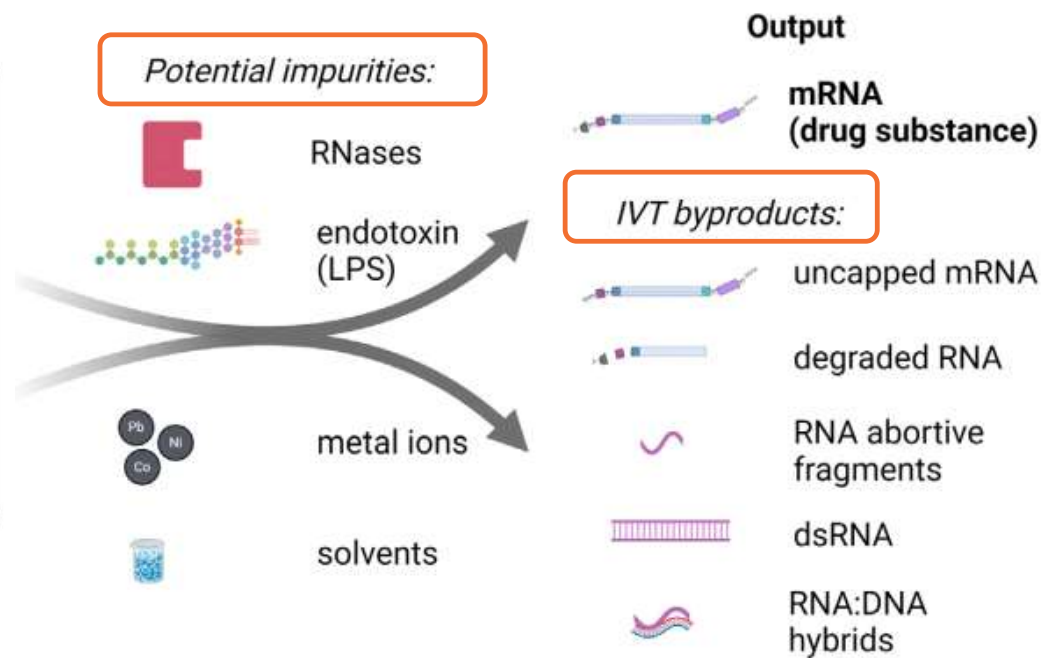 Potential impurities:
RNases
endotoxin
(LPS)
Pb
Ni
Co
metal ions
solvents
Output
mRNA
(drug substance)
IVT byproducts:
uncapped mRNA
degraded RNA
RNA abortive
fragments
dsRNA
RNA:DNA
hybrids